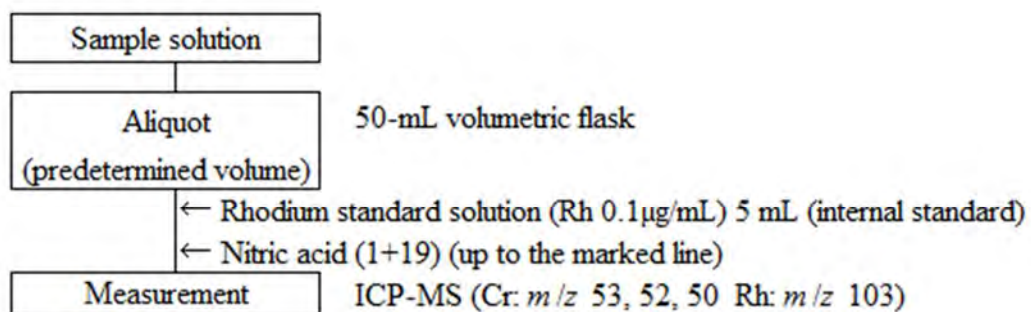 Sample solution
Aliquot
(predetermined volume)
50-mL volumetric flask
← Rhodium standard solution (Rh 0.1μg/mL) 5 mL (internal standard)
← Nitric acid (1+19) (up to the marked line)
Measurement
ICP-MS (Cr: m/z 53, 52, 50 Rh: m/z 103)